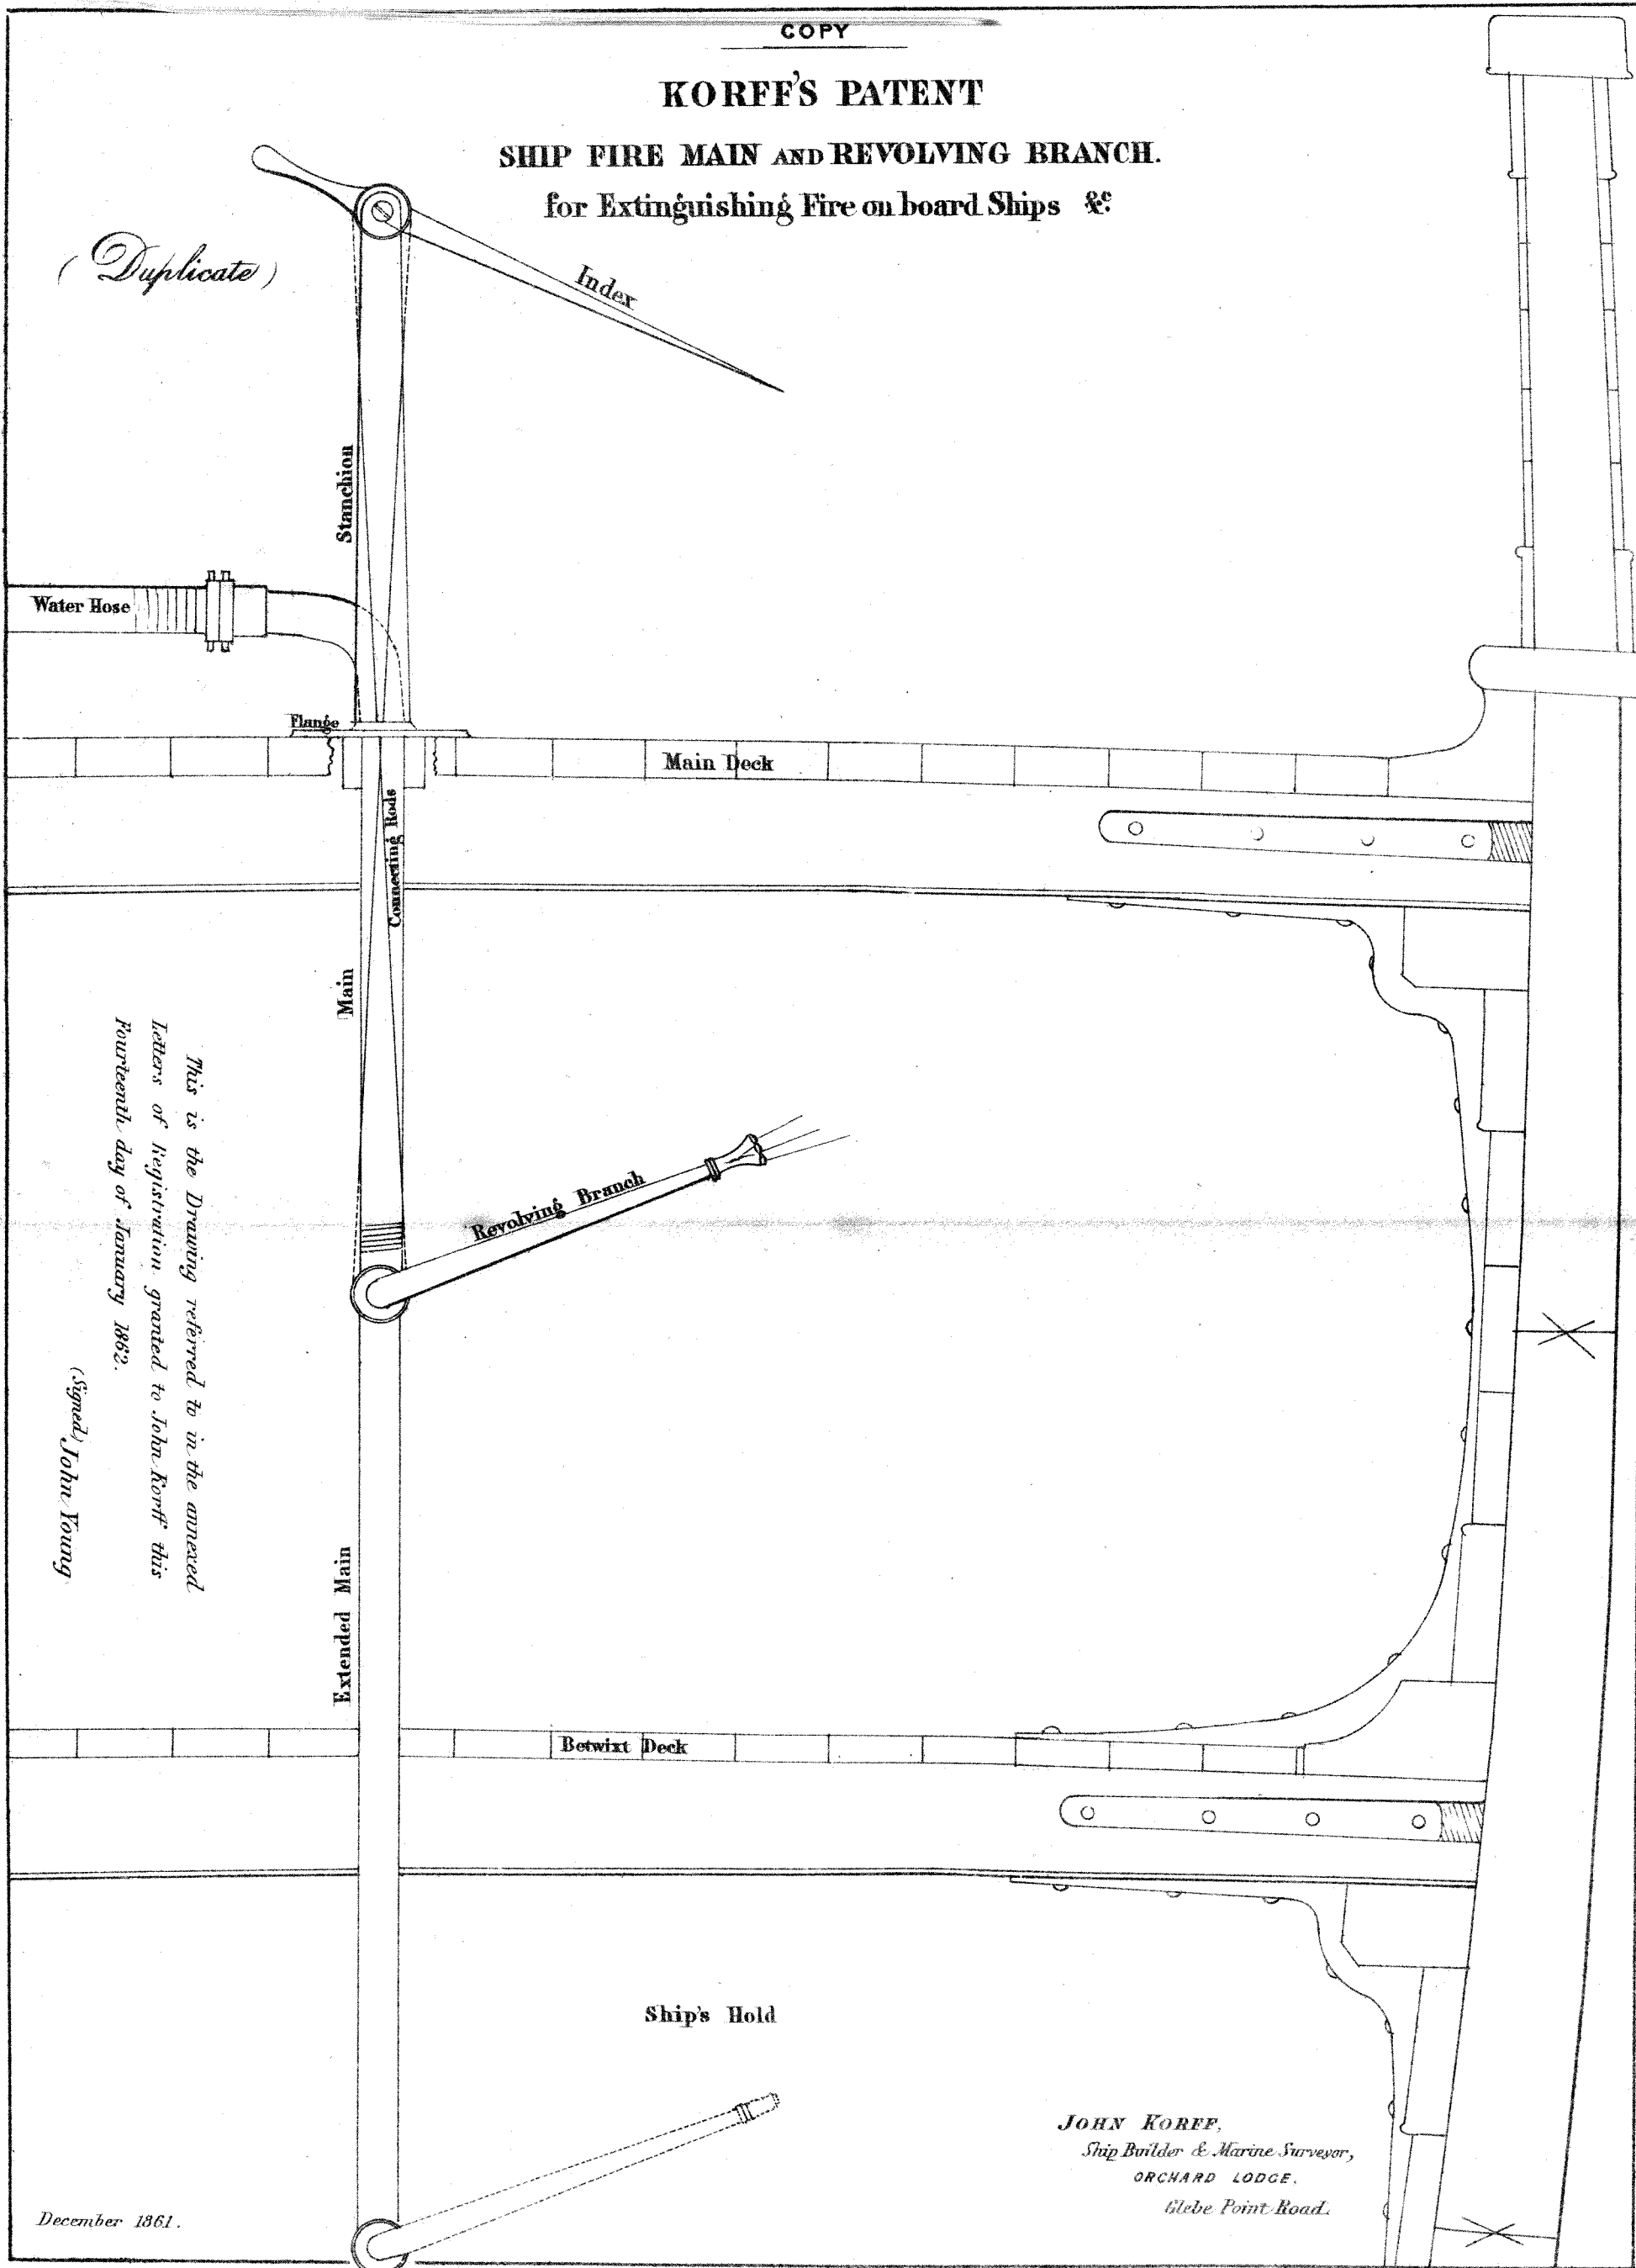 COPY
KORFF'S PATENT
SHIP FIRE MAIN AND REVOLVING BRANCH.
for Extinguishing Fire on board Ships &c.
(Duplicate)
Index
Stanchion
Water Hose
Flange
Main Deck
Connecting Rods
Main
This is the Drawing referred to in the annexed
Letters of Registration granted to John Korff this
Fourteenth day of January 1862.
(Signed) John Young
Revolving Branch
Extended Main
Betwixt Deck
Ship's Hold
JOHN KORFF,
Ship Builder & Marine Surveyor,
ORCHARD LODGE.
Glebe Point Road.
December 1861.